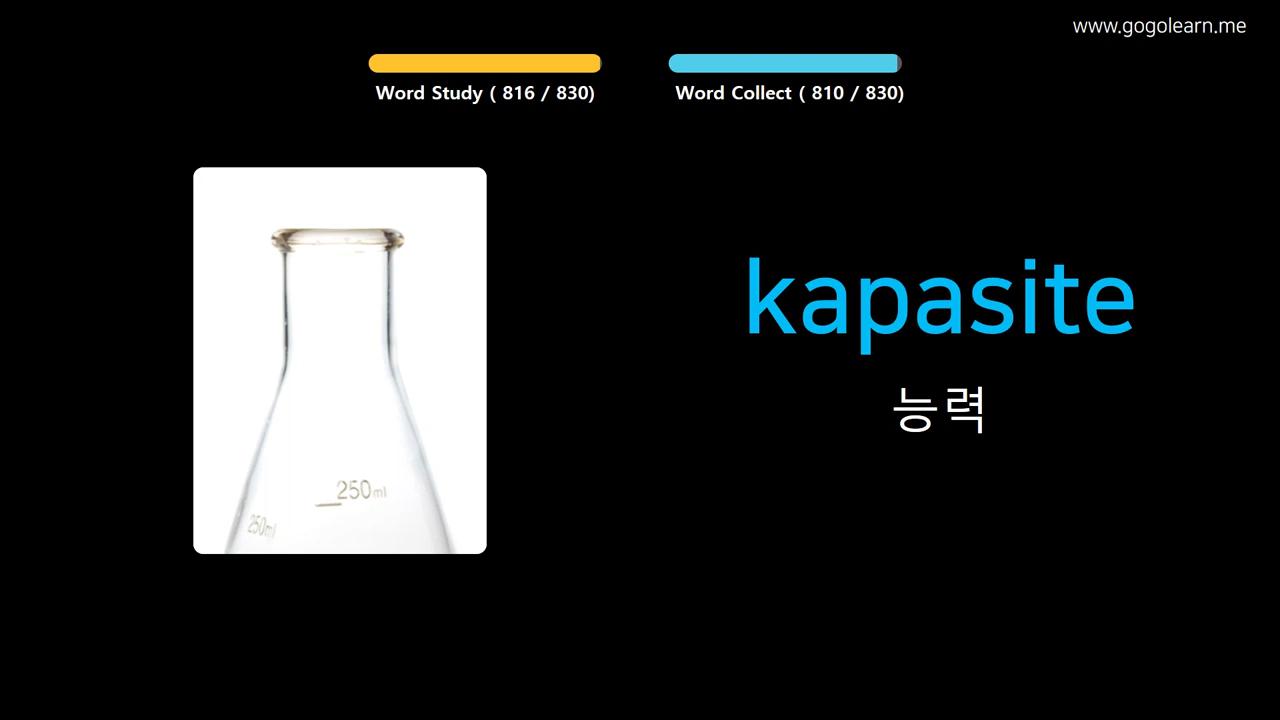 www.gogolearn.me
Word Study ( 816 / 830)
Word Collect ( 810 / 830)
kapasite
능력
250ml
250ml